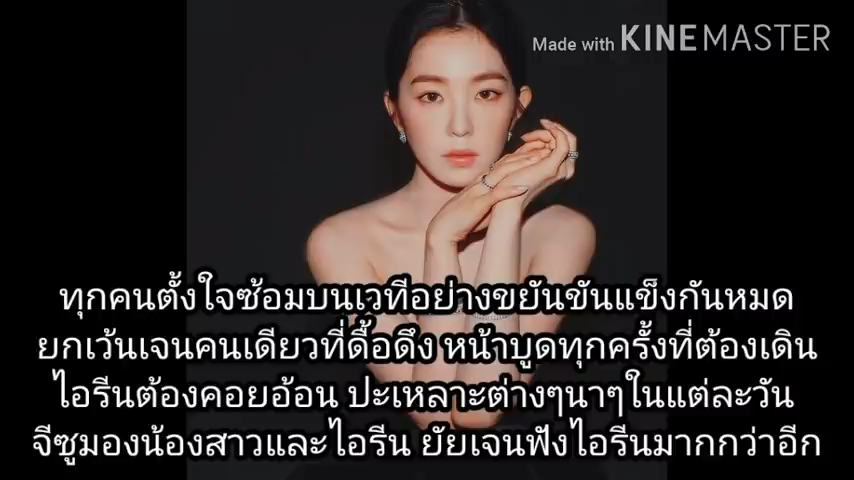 Made with KINEMASTER
ทุกคนตั้งใจซ้อมบนเวทีอย่างขยันขันแข็งกันหมด
ยกเว้นเจนคนเดียวที่ดื้อดึง หน้าบูดทุกครั้งที่ต้องเดิน
ไอรีนต้องคอยอ้อน ปะเหลาะต่างๆนาๆในแต่ละวัน
จีซูมองน้องสาวและไอรีน ยัยเจนฟังไอรีนมากกว่าอีก